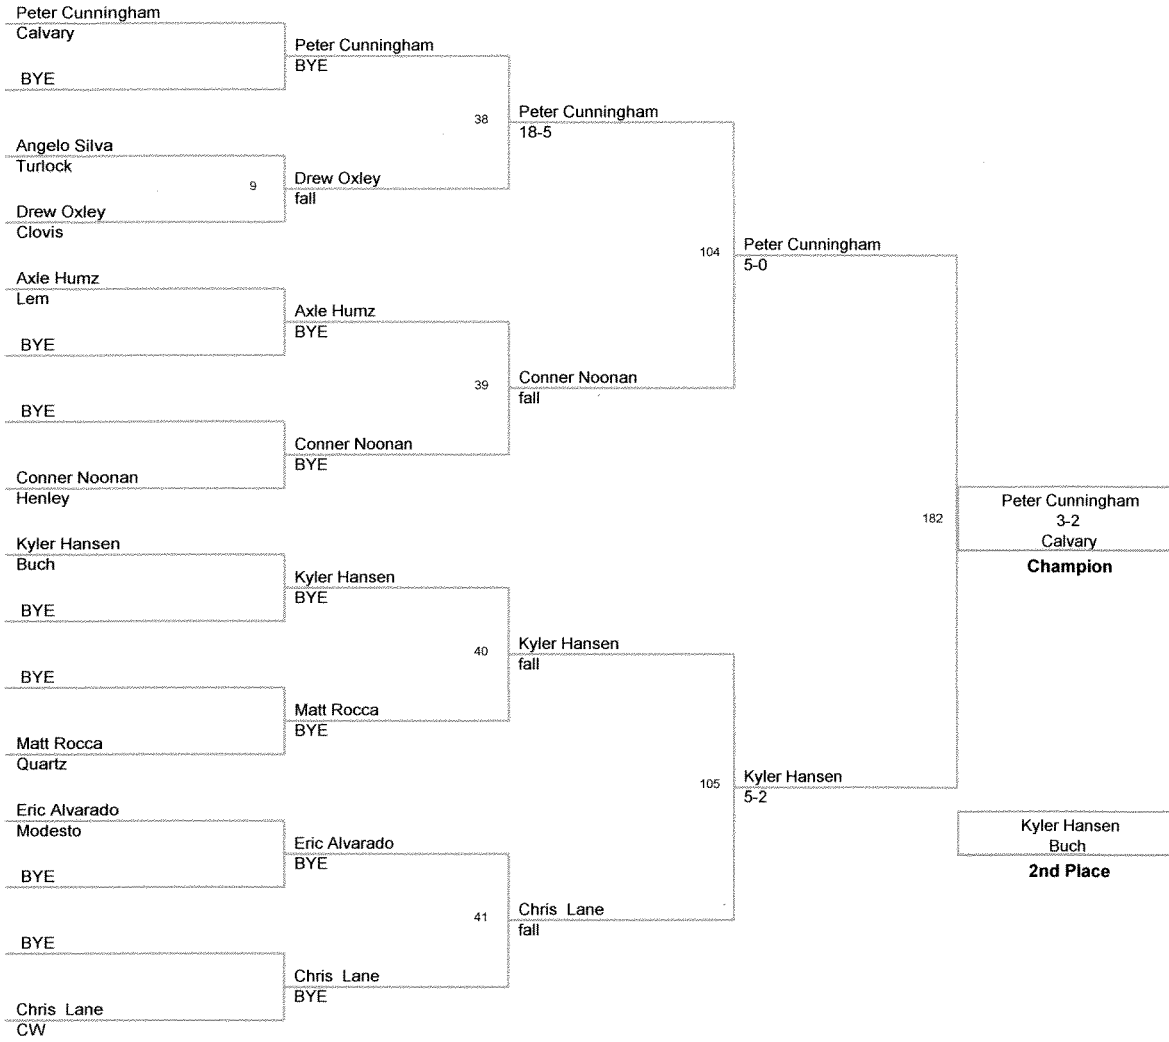 Peter Cunningham
Calvary
BYE
Angelo Silva
Turlock
9
Drew Oxley
Clovis
Axle Humz
Lem
BYE
BYE
Conner Noonan
Henley
Kyler Hansen
Buch
BYE
BYE
Matt Rocca
Quartz
Eric Alvarado
Modesto
BYE
BYE
Chris Lane
CW
Peter Cunningham
BYE
38
Drew Oxley
fall
Axle Humz
BYE
39
Conner Noonan
BYE
Kyler Hansen
BYE
40
Matt Rocca
BYE
Eric Alvarado
BYE
41
Chris Lane
BYE
Peter Cunningham
18-5
104
Conner Noonan
fall
Kyler Hansen
fall
105
Chris Lane
fall
Peter Cunningham
5-0
182
Kyler Hansen
5-2
Peter Cunningham
3-2
Calvary
Champion
Kyler Hansen
Buch
2nd Place